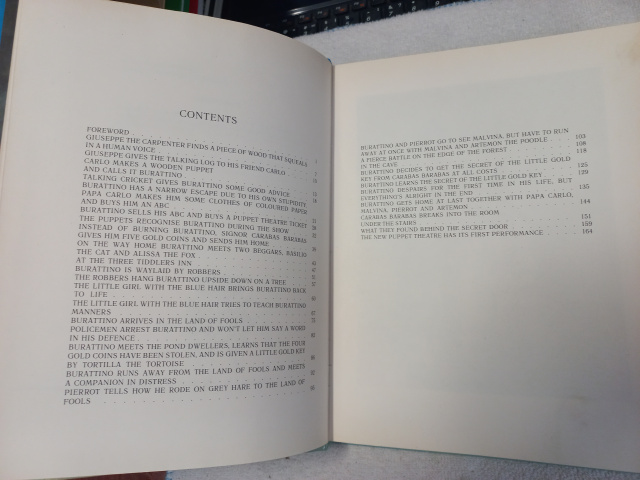 CONTENTS
FOREWORD
GIUSEPPE THE CARPENTER FINDS A PIECE OF WOOD THAT SQUEALS
IN A HUMAN VOICE
GIUSEPPE GIVES THE TALKING LOG TO HIS FRIEND CARLO
CARLO MAKES A WOODEN PUPPET
AND CALLS IT BURATTINO
TALKING CRICKET GIVES BURATTINO SOME GOOD ADVICE
BURATTINO HAS A NARROW ESCAPE DUE TO HIS OWN STUPIDITY
PAPA CARLO MAKES HIM SOME CLOTHES OF COLOURED PAPER
AND BUYS HIM AN ABC
BURATTINO SELLS HIS ABC AND BUYS A PUPPET THEATRE TICKET
THE PUPPETS RECOGNISE BURATTINO DURING THE SHOW
INSTEAD OF BURNING BURATTINO, SIGNOR CARABAS BARABAS
GIVES HIM FIVE GOLD COINS AND SENDS HIM HOME
ON THE WAY HOME BURATTINO MEETS TWO BEGGARS, BASILIO
THE CAT AND ALISSA THE FOX
AT THE THREE TIDDLERS INN
BURATTINO IS WAYLAID BY ROBBERS
THE ROBBERS HANG BURATTINO UPSIDE DOWN ON A TREE
THE LITTLE GIRL WITH THE BLUE HAIR BRINGS BURATTINO BACK
TO LIFE
THE LITTLE GIRL WITH THE BLUE HAIR TRIES TO TEACH BURATTINO
MANNERS
BURATTINO ARRIVES IN THE LAND OF FOOLS
POLICEMEN ARREST BURATTINO AND WON'T LET HIM SAY A WORD
IN HIS DEFENCE
BURATTINO MEETS THE POND DWELLERS, LEARNS THAT THE FOUR
GOLD COINS HAVE BEEN STOLEN, AND IS GIVEN A LITTLE GOLD KEY
BY TORTILLA THE TORTOISE
BURATTINO RUNS AWAY FROM THE LAND OF FOOLS AND MEETS
A COMPANION IN DISTRESS
PIERROT TELLS HOW HE RODE ON GREY HARE TO THE LAND OF
FOOLS
BURATTINO AND PIERROT GO TO SEE MALVINA, BUT HAVE TO RUN
AWAY AT ONCE WITH MALVINA AND ARTEMON THE POODLE 103
A FIERCE BATTLE ON THE EDGE OF THE FOREST 108
IN THE CAVE 118
BURATTINO DECIDES TO GET THE SECRET OF THE LITTLE GOLD
KEY FROM CARABAS BARABAS AT ALL COSTS 125
BURATTINO LEARNS THE SECRET OF THE LITTLE GOLD KEY 129
BURATTINO DESPAIRS FOR THE FIRST TIME IN HIS LIFE, BUT
EVERYTHING'S ALRIGHT IN THE END 135
BURATTINO GETS HOME AT LAST TOGETHER WITH PAPA CARLO,
MALVINA, PIERROT AND ARTEMON 144
CARABAS BARABAS BREAKS INTO THE ROOM
UNDER THE STAIRS 151
WHAT THEY FOUND BEHIND THE SECRET DOOR 159
THE NEW PUPPET THEATRE HAS ITS FIRST PERFORMANCE 164